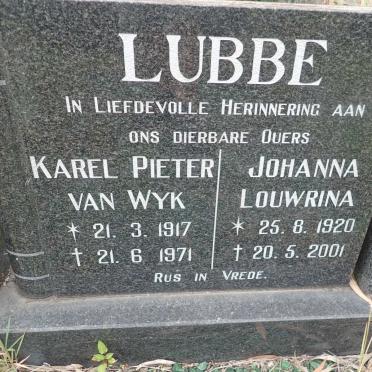 LUBBE
IN LIEFDEVOLLE HERINNERING AAN
ONS DIERBARE OUERS
KAREL PIETER
VAN WYK
* 21. 3. 1917
† 21. 6 1971
JOHANNA
LOUWRINA
* 25. 8. 1920
† 20. 5. 2001
RUS IN VREDE.